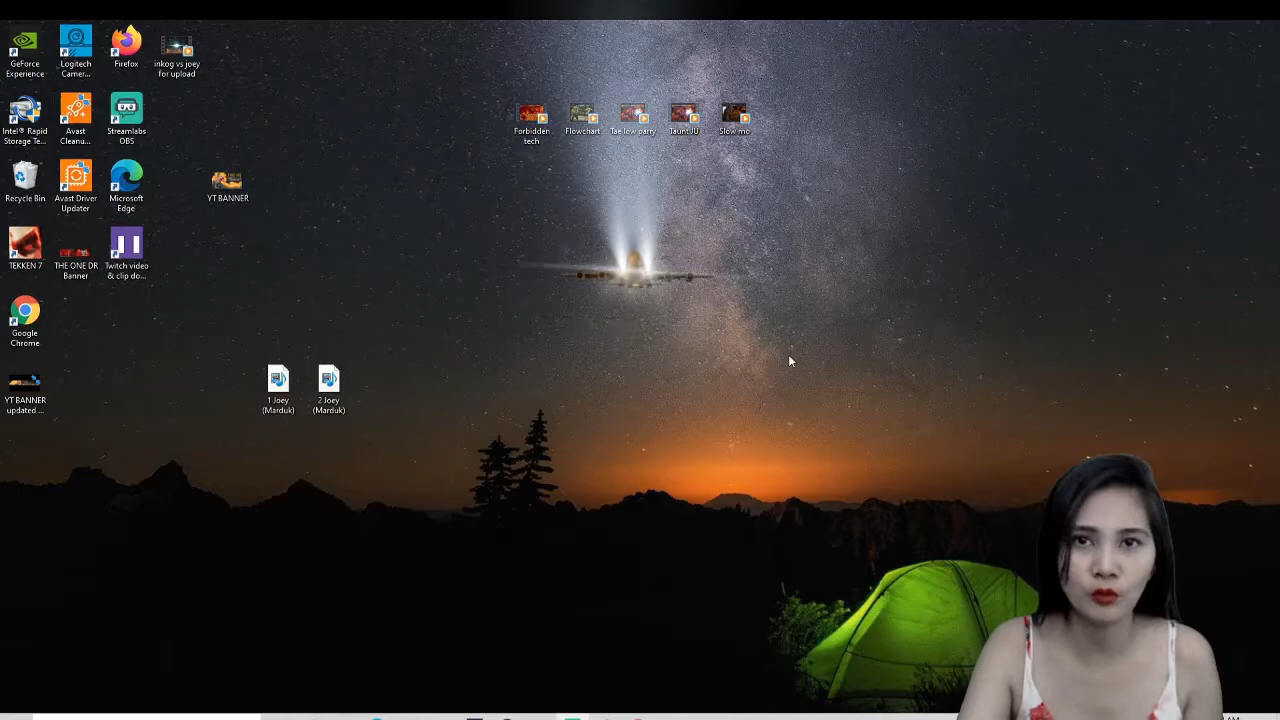 GeForce
Experience
Logitech
Camer...
Firefox
inkog vs joey
for upload
Intel® Rapid
Storage Te...
Avast
Cleanu...
Streamlabs
OBS
Forbidden
tech
Flowchart
Tae low parry
Taunt JU
Slow mo
Recycle Bin
Avast Driver
Updater
Microsoft
Edge
YT BANNER
TEKKEN 7
THE ONE DR
Banner
Twitch video
& clip do...
Google
Chrome
YT BANNER
updated ...
1 Joey
(Marduk)
2 Joey
(Marduk)
AM